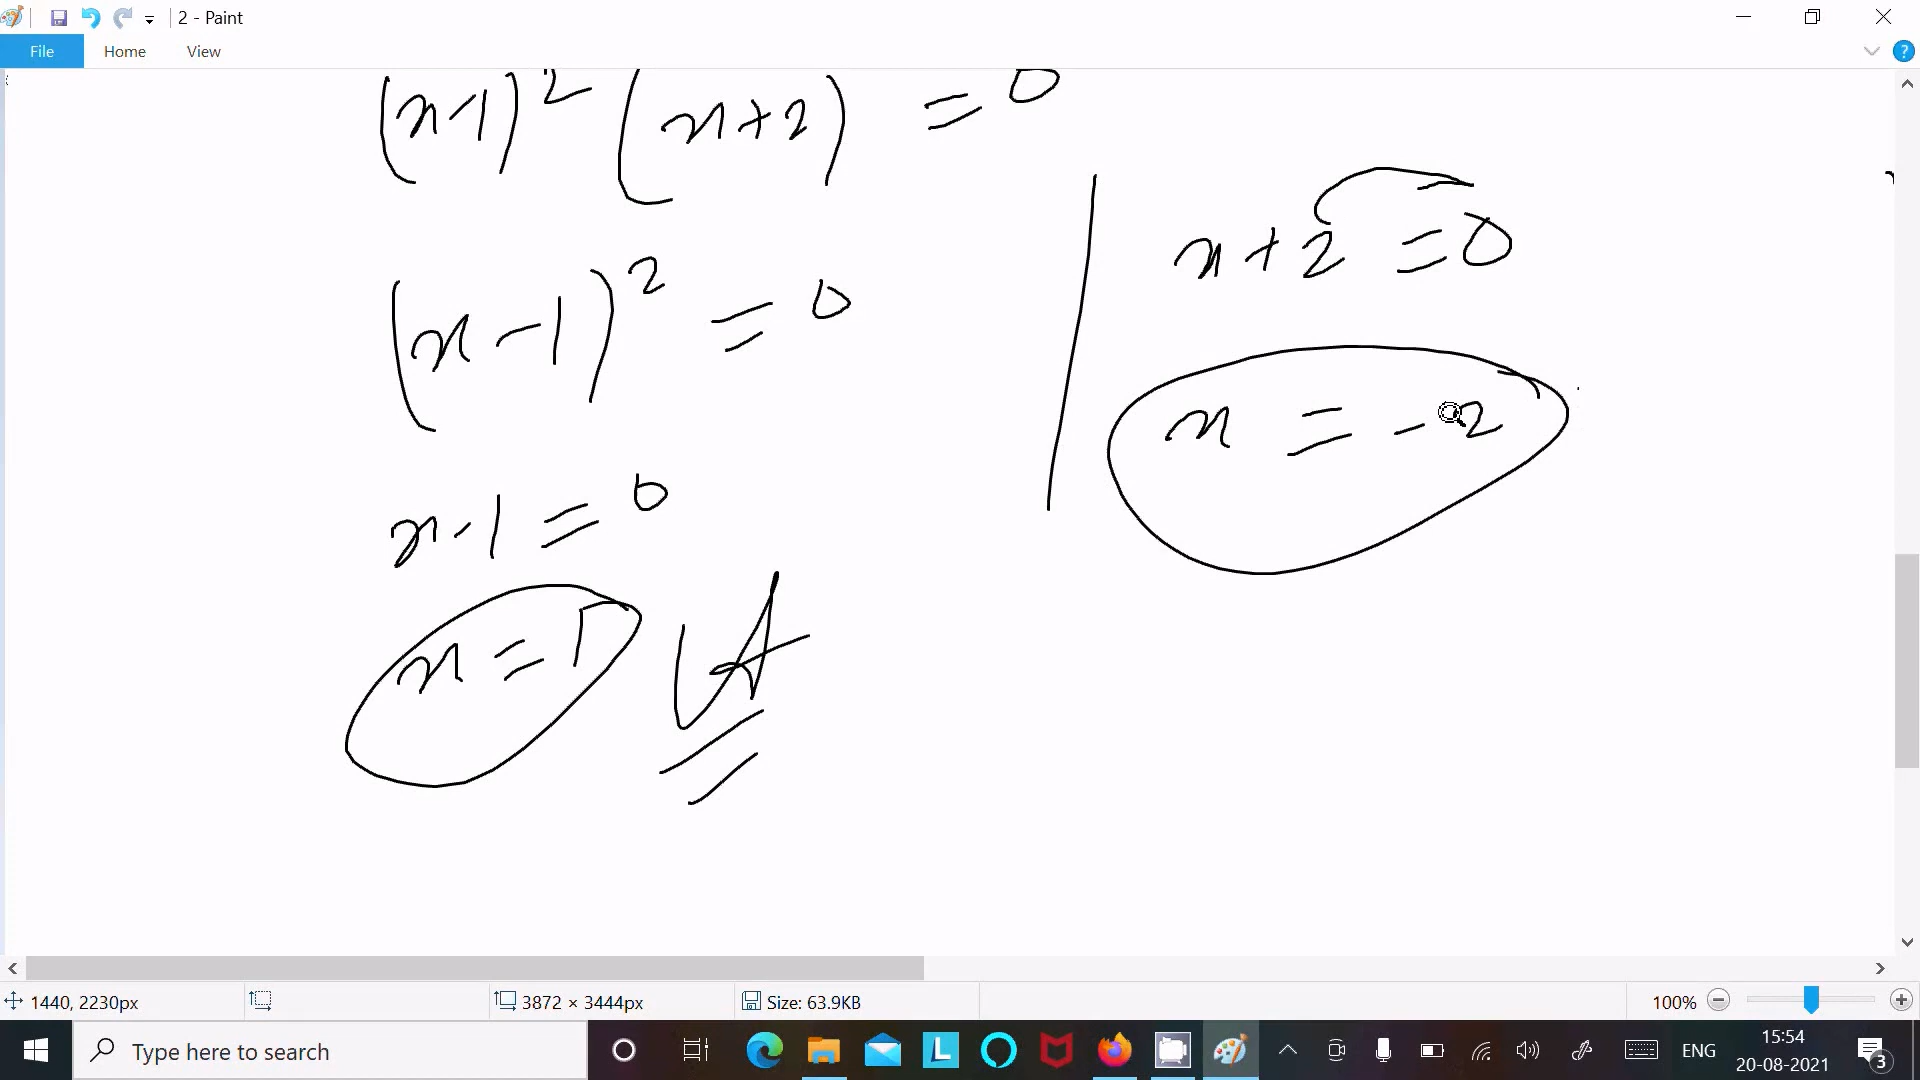 2 - Paint
File Home View
(x-1)² (x+2) = 0
(x-1)² = 0
x-1 = 0
x = 1
x+2 = 0
x = -2
1440, 2230px
3872 × 3444px
Size: 63.9KB
100%
Type here to search
L
ENG
15:54
20-08-2021
3